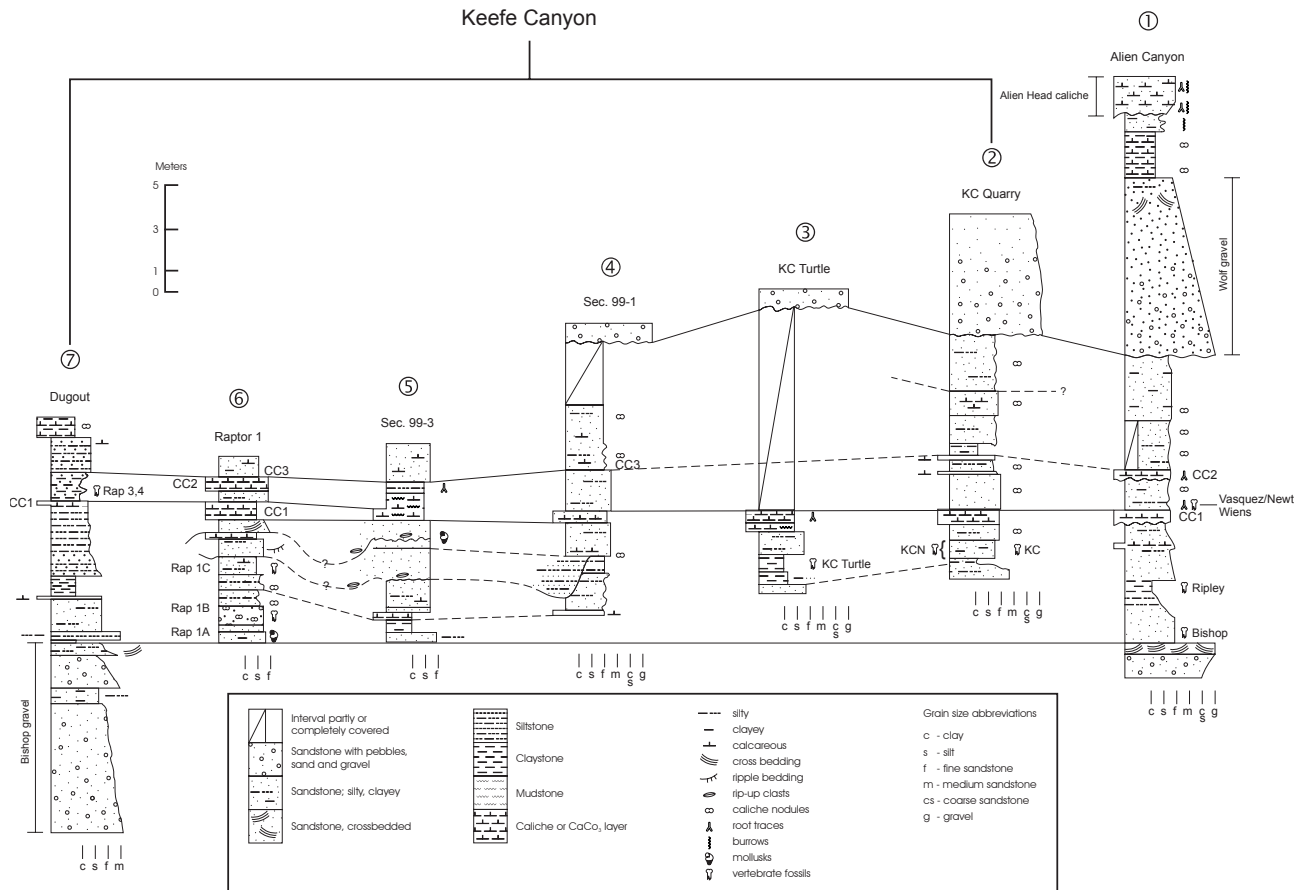 Keefe Canyon
①
Alien Canyon
Alien Head caliche
②
KC Quarry
Meters
5
3
1
0
③
KC Turtle
④
Sec. 99-1
Wolf gravel
⑦
Dugout
⑥
Raptor 1
⑤
Sec. 99-3
?
CC3
CC2
CC3
CC2
Rap 3,4
CC1
CC1
Vasquez/Newt
Wiens
CC1
KCN
KC
?
Rap 1C
?
KC Turtle
Ripley
Rap 1B
Rap 1A
Bishop
Bishop gravel
c s f
c s f
c s f m c s g
c s f m c s g
c s f m c s g
c s f m c s g
c s f m
Interval partly or
completely covered
Sandstone with pebbles,
sand and gravel
Sandstone; silty, clayey
Sandstone, crossbedded
Siltstone
Claystone
Mudstone
Caliche or CaCo₃ layer
silty
clayey
calcareous
cross bedding
ripple bedding
rip-up clasts
caliche nodules
root traces
burrows
mollusks
vertebrate fossils
Grain size abbreviations
c - clay
s - silt
f - fine sandstone
m - medium sandstone
cs - coarse sandstone
g - gravel